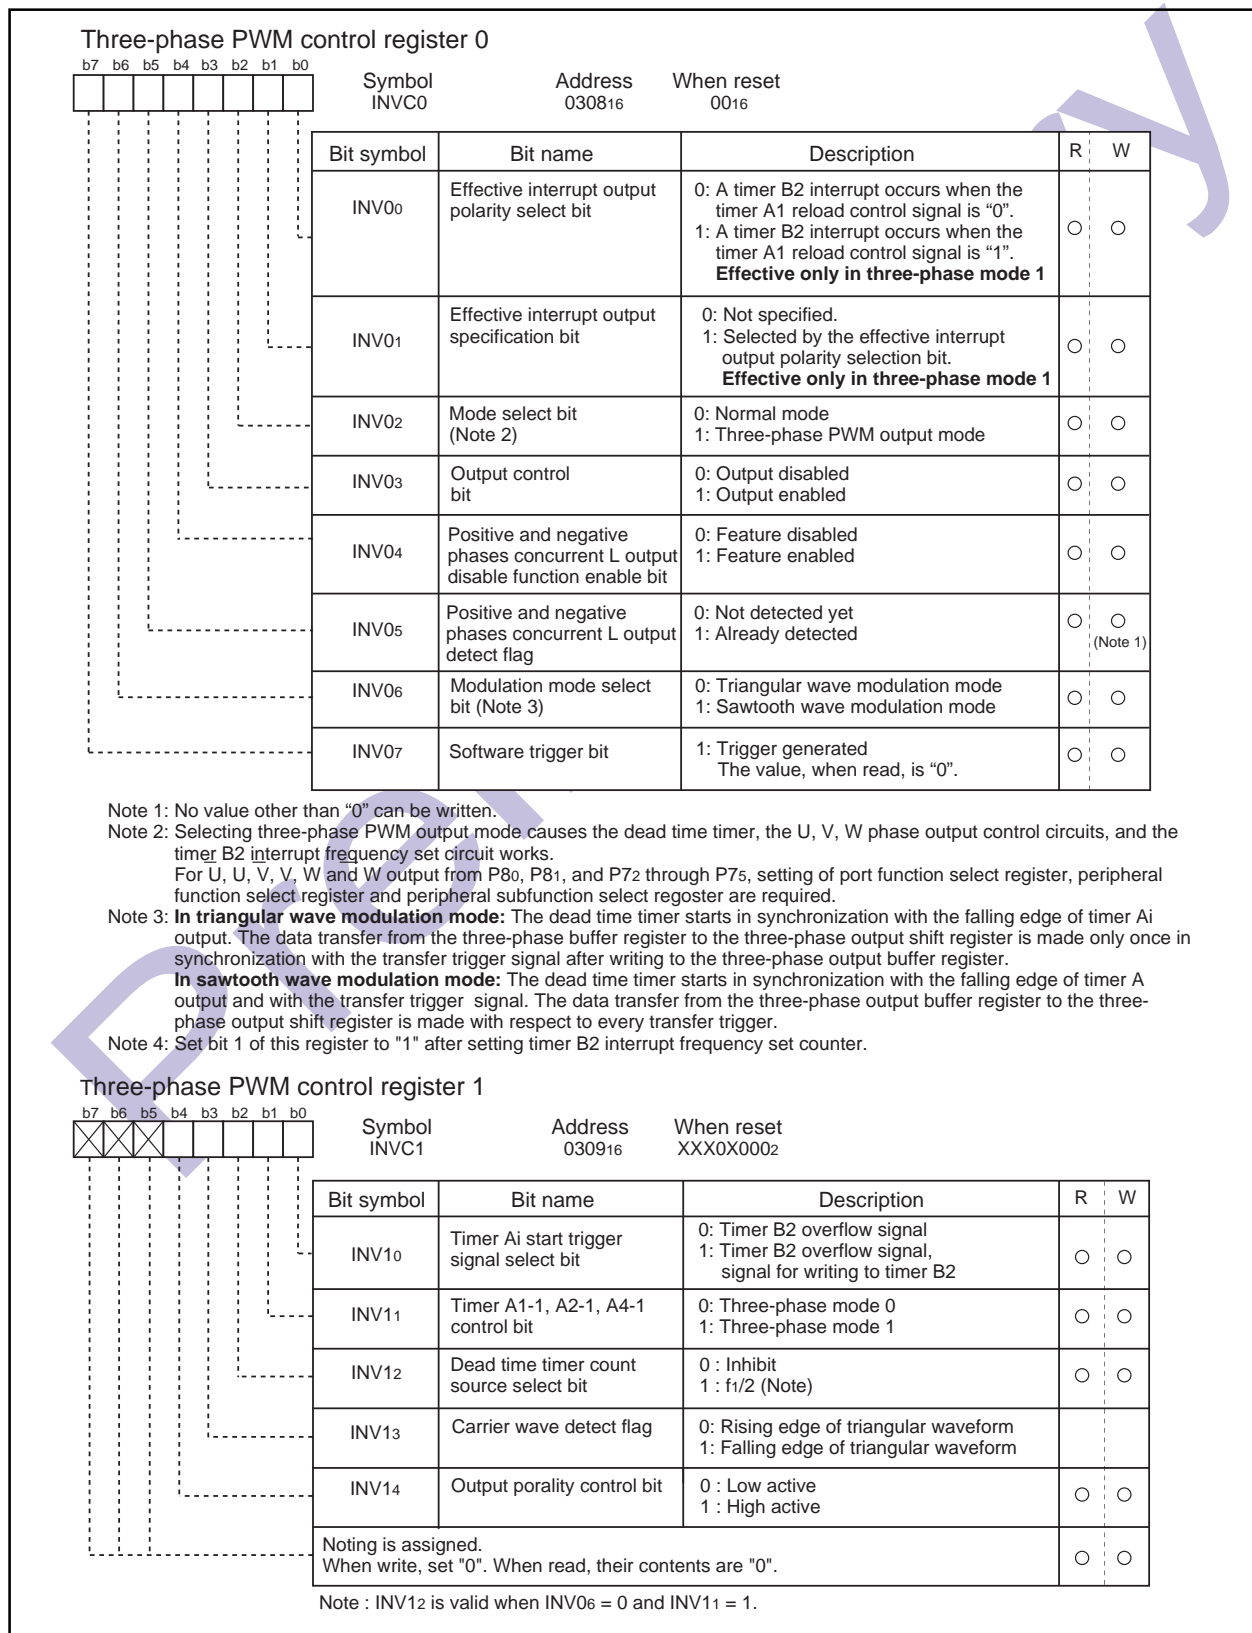 Three-phase PWM control register 0
b7 b6 b5 b4 b3 b2 b1 b0
Symbol Address When reset
INVC0 030816 0016
Bit symbol Bit name Description R W
INV00 Effective interrupt output 0: A timer B2 interrupt occurs when the
polarity select bit timer A1 reload control signal is “0”.
1: A timer B2 interrupt occurs when the
timer A1 reload control signal is “1”.
Effective only in three-phase mode 1
INV01 Effective interrupt output 0: Not specified.
specification bit 1: Selected by the effective interrupt
output polarity selection bit.
Effective only in three-phase mode 1
INV02 Mode select bit 0: Normal mode
(Note 2) 1: Three-phase PWM output mode
INV03 Output control 0: Output disabled
bit 1: Output enabled
INV04 Positive and negative 0: Feature disabled
phases concurrent L output 1: Feature enabled
disable function enable bit
INV05 Positive and negative 0: Not detected yet
phases concurrent L output 1: Already detected (Note 1)
detect flag
INV06 Modulation mode select 0: Triangular wave modulation mode
bit (Note 3) 1: Sawtooth wave modulation mode
INV07 Software trigger bit 1: Trigger generated
The value, when read, is “0”.
Note 1: No value other than “0” can be written.
Note 2: Selecting three-phase PWM output mode causes the dead time timer, the U, V, W phase output control circuits, and the
timer B2 interrupt frequency set circuit works.
For U, U̅, V, V̅, W and W̅ output from P80, P81, and P72 through P75, setting of port function select register, peripheral
function select register and peripheral subfunction select regoster are required.
Note 3: In triangular wave modulation mode: The dead time timer starts in synchronization with the falling edge of timer Ai
output. The data transfer from the three-phase buffer register to the three-phase output shift register is made only once in
synchronization with the transfer trigger signal after writing to the three-phase output buffer register.
In sawtooth wave modulation mode: The dead time timer starts in synchronization with the falling edge of timer A
output and with the transfer trigger signal. The data transfer from the three-phase output buffer register to the three-
phase output shift register is made with respect to every transfer trigger.
Note 4: Set bit 1 of this register to "1" after setting timer B2 interrupt frequency set counter.
Three-phase PWM control register 1
b7 b6 b5 b4 b3 b2 b1 b0
Symbol Address When reset
INVC1 030916 XXX0X0002
Bit symbol Bit name Description R W
INV10 Timer Ai start trigger 0: Timer B2 overflow signal
signal select bit 1: Timer B2 overflow signal,
signal for writing to timer B2
INV11 Timer A1-1, A2-1, A4-1 0: Three-phase mode 0
control bit 1: Three-phase mode 1
INV12 Dead time timer count 0 : Inhibit
source select bit 1 : f1/2 (Note)
INV13 Carrier wave detect flag 0: Rising edge of triangular waveform
1: Falling edge of triangular waveform
INV14 Output porality control bit 0 : Low active
1 : High active
Noting is assigned.
When write, set "0". When read, their contents are "0".
Note : INV12 is valid when INV06 = 0 and INV11 = 1.